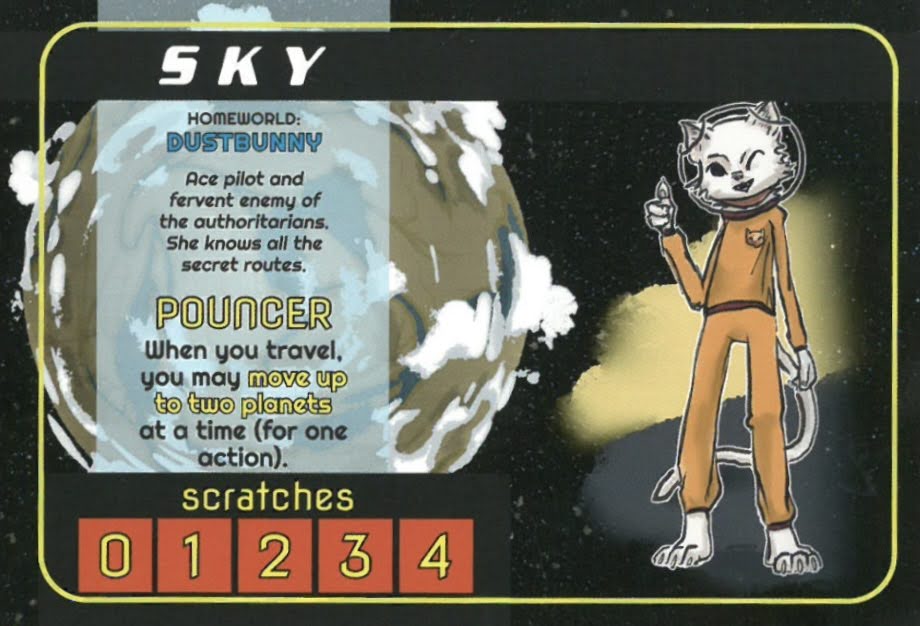 SKY
HOMEWORLD:
DUSTBUNNY
Ace pilot and
fervent enemy of
the authoritarians.
She knows all the
secret routes.
POUNCER
When you travel,
you may move up
to two planets
at a time (for one
action).
scratches
0 1 2 3 4